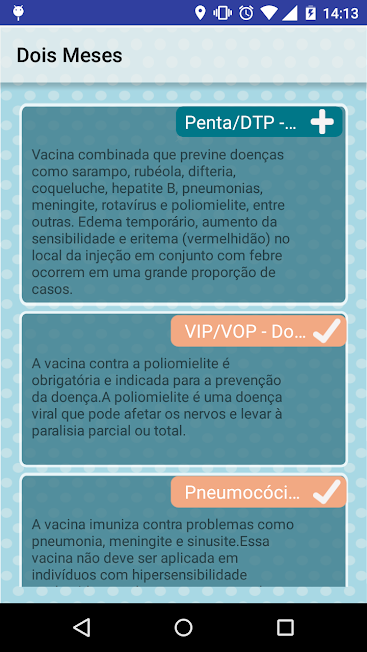 14:13
Dois Meses
Penta/DTP -...
Vacina combinada que previne doenças
como sarampo, rubéola, difteria,
coqueluche, hepatite B, pneumonias,
meningite, rotavírus e poliomielite, entre
outras. Edema temporário, aumento da
sensibilidade e eritema (vermelhidão) no
local da injeção em conjunto com febre
ocorrem em uma grande proporção de
casos.
VIP/VOP - Do...
A vacina contra a poliomielite é
obrigatória e indicada para a prevenção
da doença.A poliomielite é uma doença
viral que pode afetar os nervos e levar à
paralisia parcial ou total.
Pneumocóci...
A vacina imuniza contra problemas como
pneumonia, meningite e sinusite.Essa
vacina não deve ser aplicada em
indivíduos com hipersensibilidade